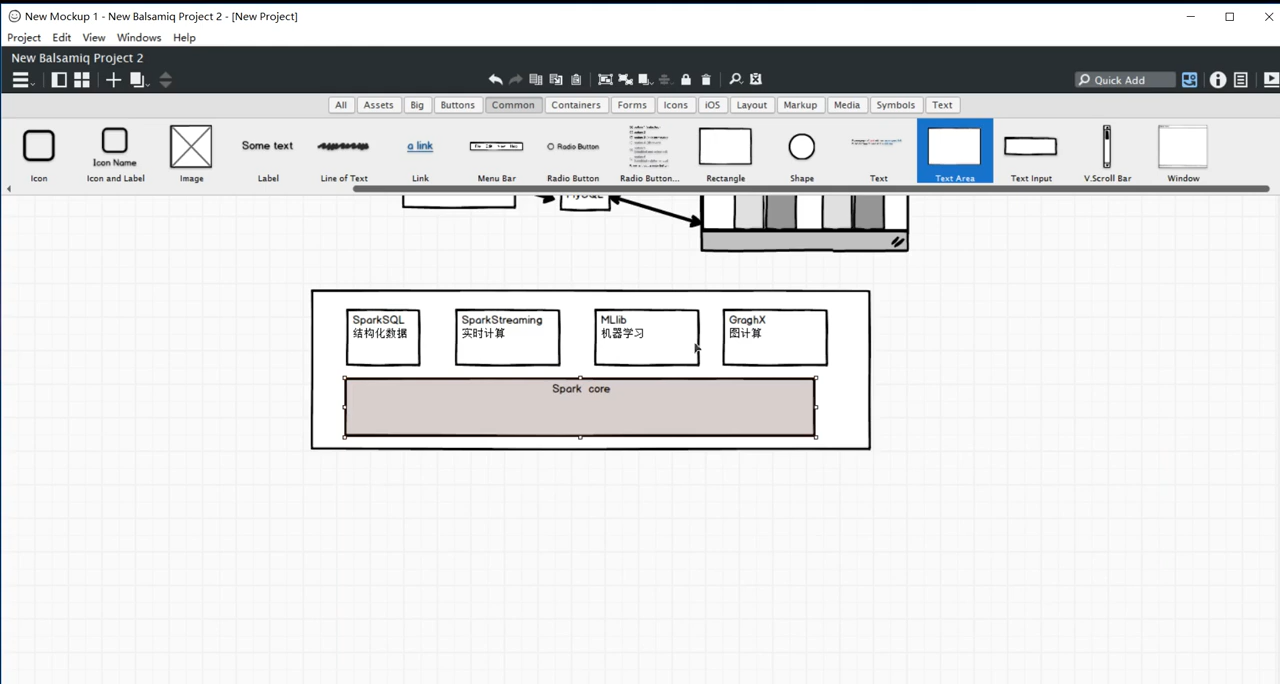 New Mockup 1 - New Balsamiq Project 2 - [New Project]
Project Edit View Windows Help
New Balsamiq Project 2
Quick Add
All Assets Big Buttons Common Containers Forms Icons iOS Layout Markup Media Symbols Text
Icon Name
Some text
a link
Radio Button
Icon Icon and Label Image Label Line of Text Link Menu Bar Radio Button Radio Button... Rectangle Shape Text Text Area Text Input V.Scroll Bar Window
MySQL
SparkSQL
结构化数据
SparkStreaming
实时计算
MLlib
机器学习
GraghX
图计算
Spark core